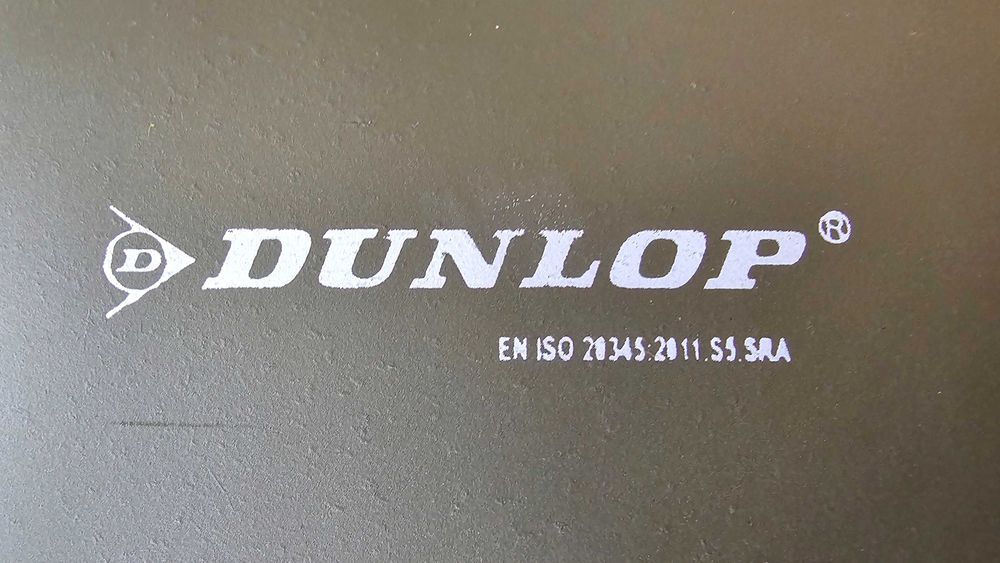 D DUNLOP®
EN ISO 20345:2011.S5.SRA